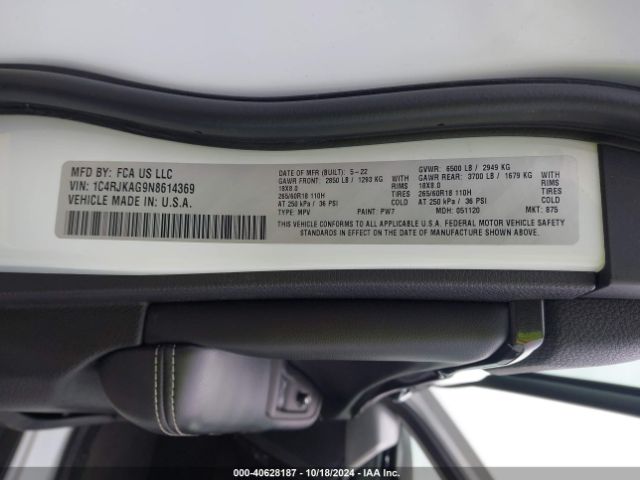 MFD BY: FCA US LLC
VIN: 1C4RJKAG9N8614369
VEHICLE MADE IN: U.S.A.
DATE OF MFR (BUILT): 5-22
GAWR FRONT: 2850 LB / 1293 KG
18X8.0 RIMS
265/60R18 110H TIRES
AT 250 kPa / 36 PSI COLD
TYPE: MPV PAINT: PW7
GVWR: 6500 LB / 2949 KG
GAWR REAR: 3700 LB / 1679 KG
18X8.0 RIMS
265/60R18 110H TIRES
AT 250 kPa / 36 PSI COLD
MDH: 051120 MKT: 875
THIS VEHICLE CONFORMS TO ALL APPLICABLE U.S.A. FEDERAL MOTOR VEHICLE SAFETY
STANDARDS IN EFFECT ON THE DATE OF MANUFACTURE SHOWN ABOVE.
000-40628187 - 10/18/2024 - IAA Inc.